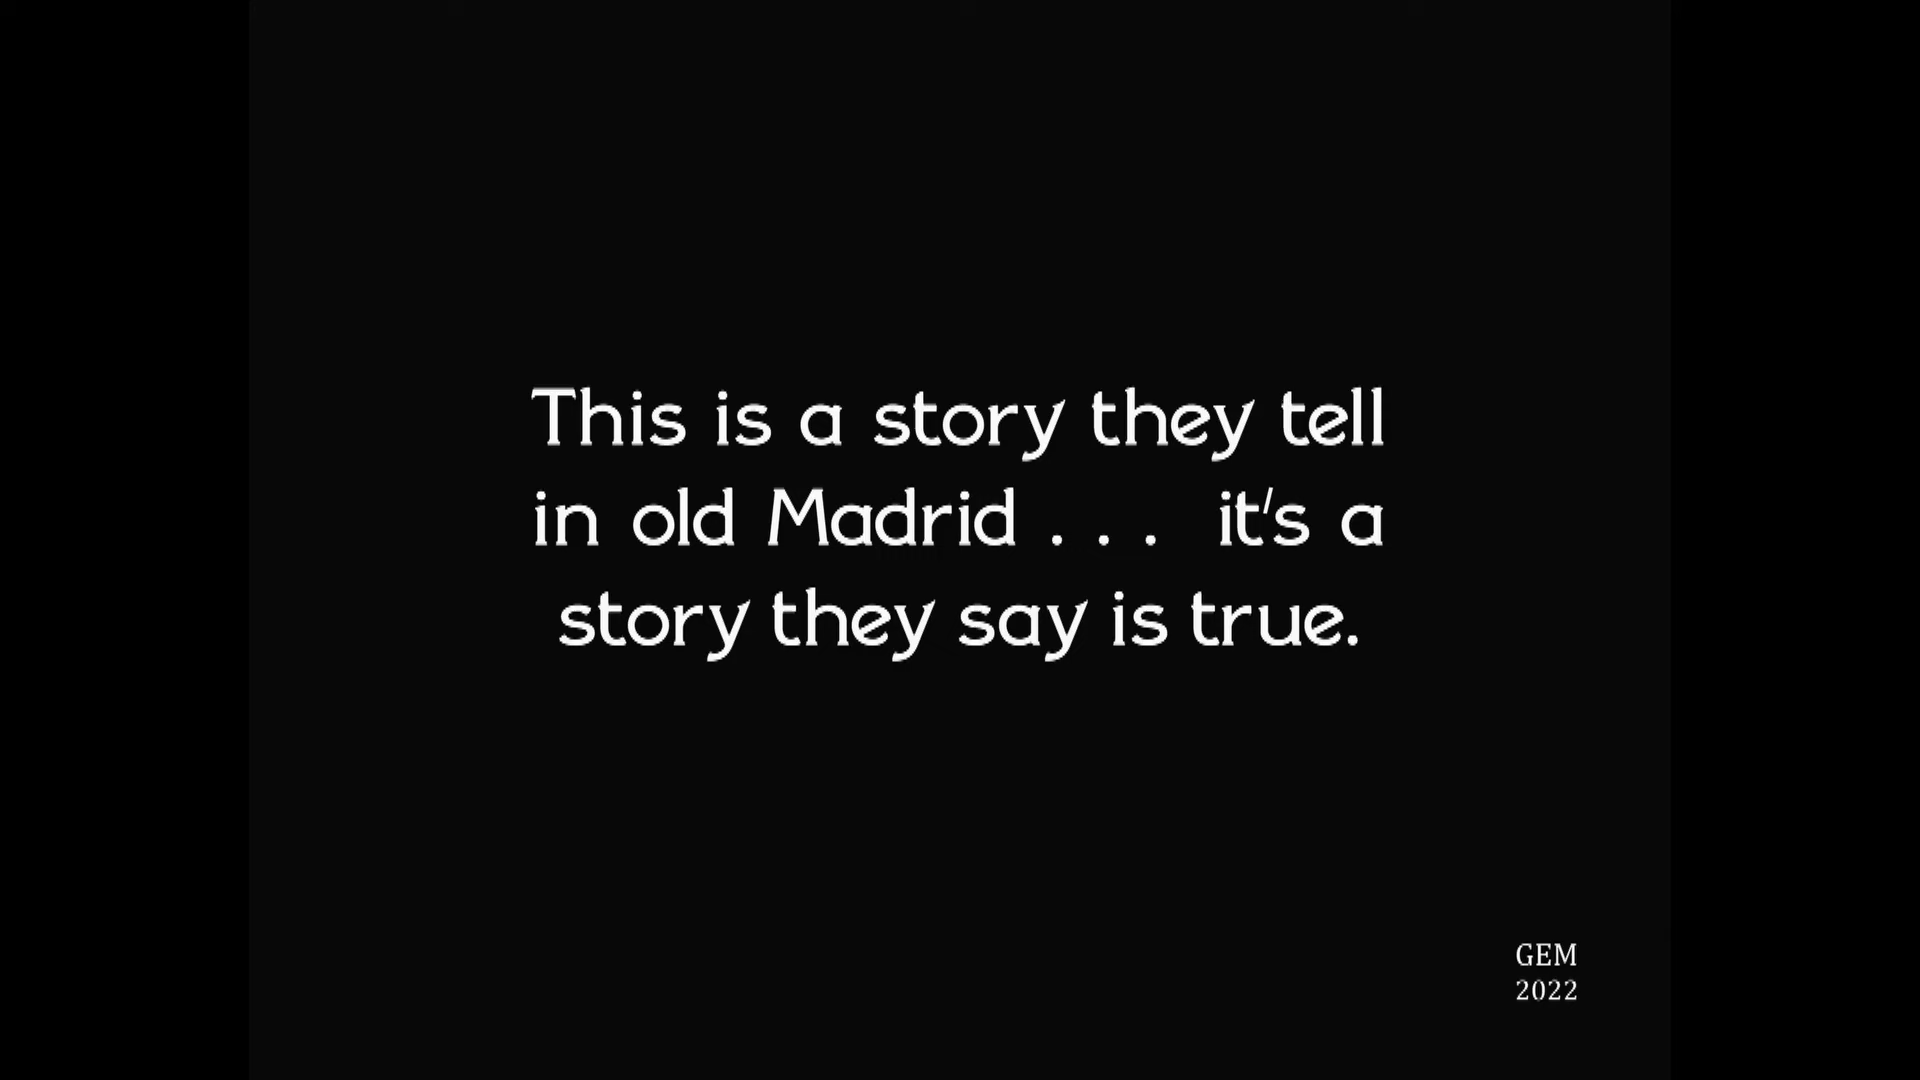 This is a story they tell
in old Madrid . . . it's a
story they say is true.
GEM
2022